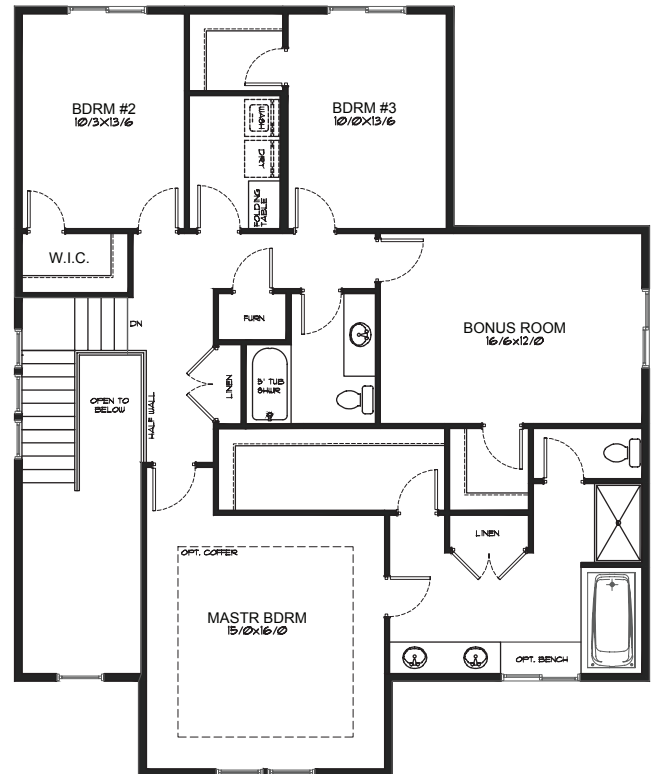 BDRM #2
10/3X13/6
BDRM #3
10/0X13/6
WASH
DRY
FOLDING
TABLE
W.I.C.
DN
FURN
BONUS ROOM
16/6X12/0
OPEN TO
BELOW
HALF WALL
LINEN
5' TUB
SHWR
OPT. COFFER
LINEN
MASTR BDRM
15/0X16/0
OPT. BENCH